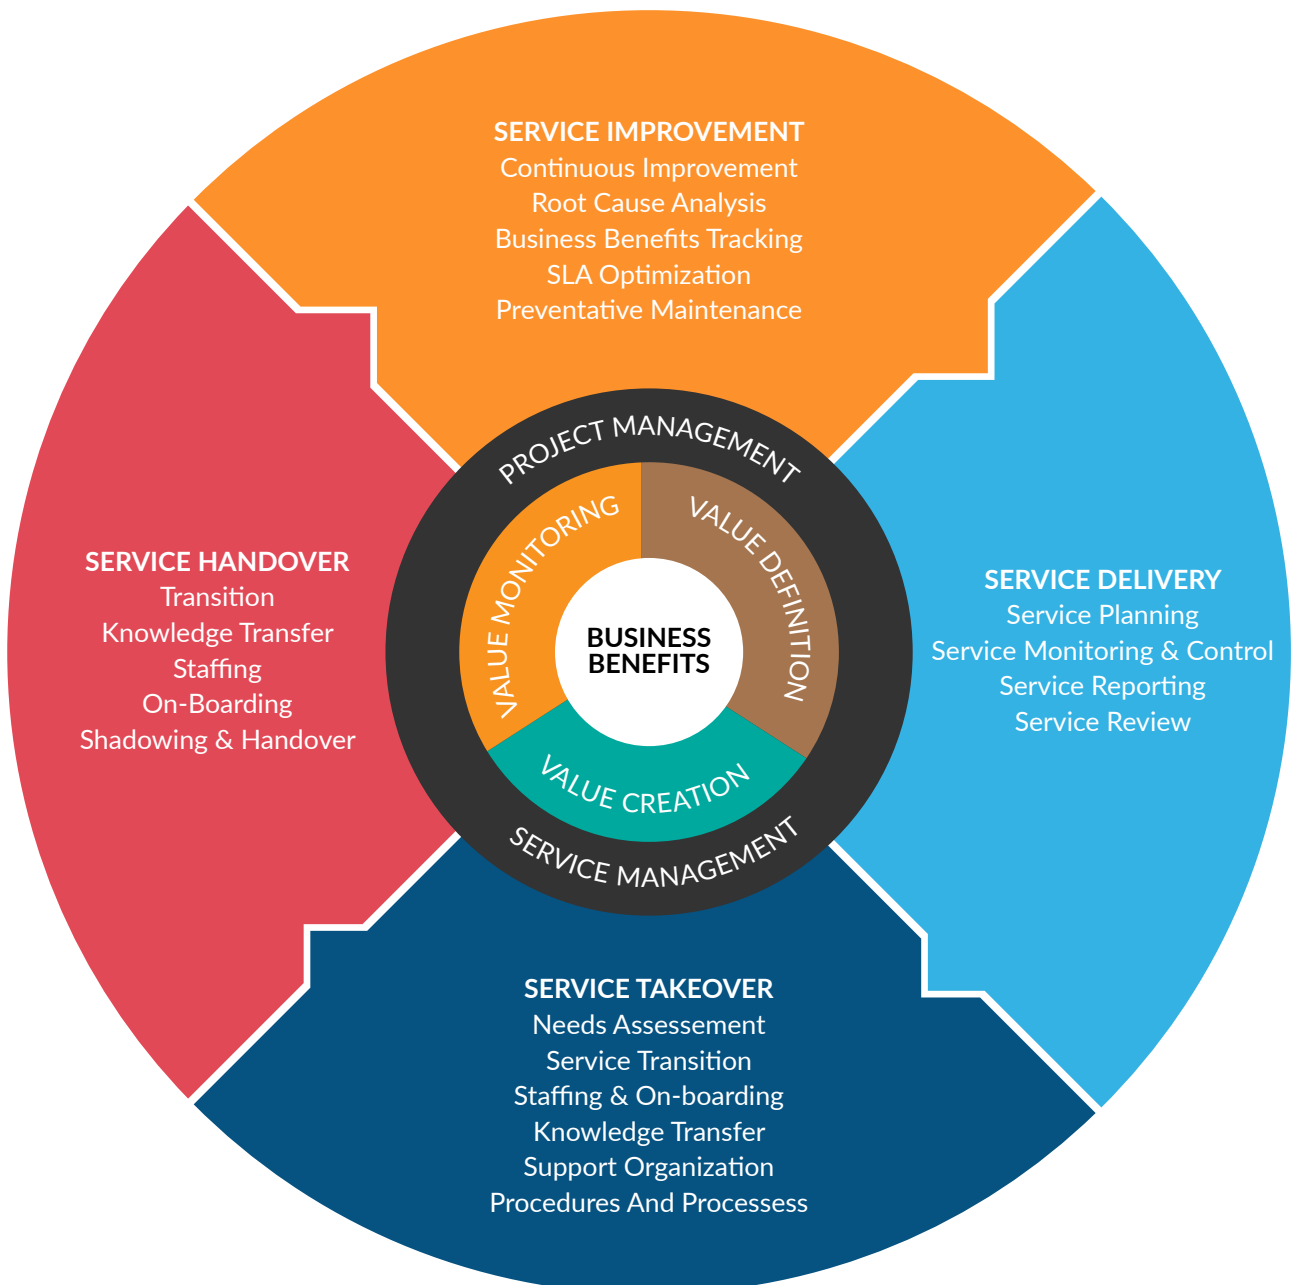 SERVICE IMPROVEMENT
Continuous Improvement
Root Cause Analysis
Business Benefits Tracking
SLA Optimization
Preventative Maintenance
PROJECT MANAGEMENT
VALUE MONITORING
VALUE DEFINITION
SERVICE HANDOVER
Transition
Knowledge Transfer
Staffing
On-Boarding
Shadowing & Handover
BUSINESS
BENEFITS
SERVICE DELIVERY
Service Planning
Service Monitoring & Control
Service Reporting
Service Review
VALUE CREATION
SERVICE MANAGEMENT
SERVICE TAKEOVER
Needs Assessement
Service Transition
Staffing & On-boarding
Knowledge Transfer
Support Organization
Procedures And Processess